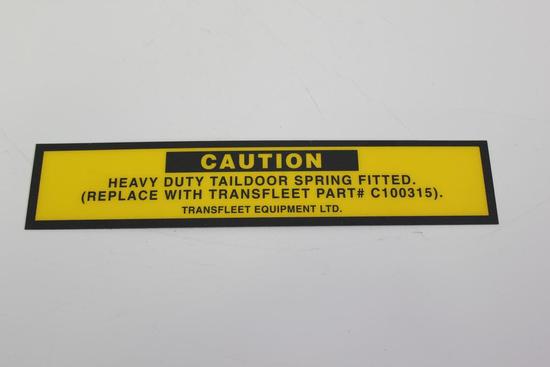 CAUTION
HEAVY DUTY TAILDOOR SPRING FITTED.
(REPLACE WITH TRANSFLEET PART# C100315).
TRANSFLEET EQUIPMENT LTD.